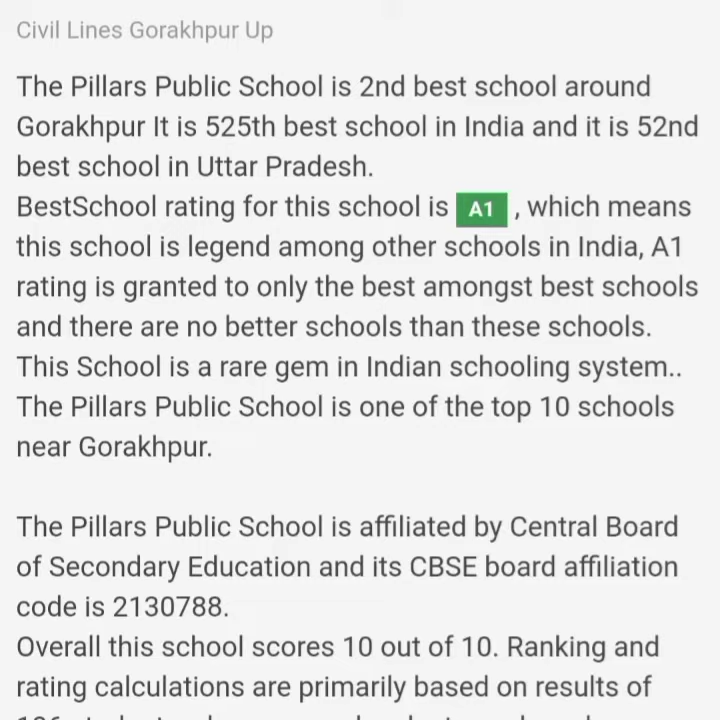 Civil Lines Gorakhpur Up
The Pillars Public School is 2nd best school around
Gorakhpur It is 525th best school in India and it is 52nd
best school in Uttar Pradesh.
BestSchool rating for this school is A1 , which means
this school is legend among other schools in India, A1
rating is granted to only the best amongst best schools
and there are no better schools than these schools.
This School is a rare gem in Indian schooling system..
The Pillars Public School is one of the top 10 schools
near Gorakhpur.
The Pillars Public School is affiliated by Central Board
of Secondary Education and its CBSE board affiliation
code is 2130788.
Overall this school scores 10 out of 10. Ranking and
rating calculations are primarily based on results of